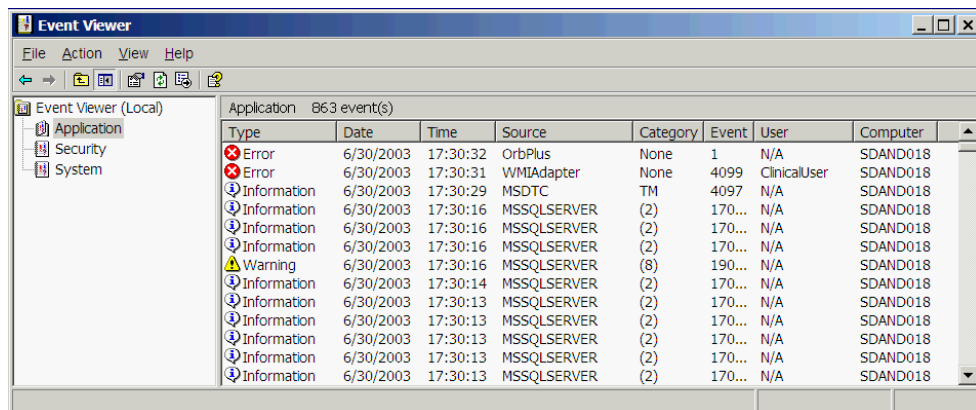 Event Viewer
File Action View Help
Event Viewer (Local)
Application
Security
System
Application 863 event(s)
Type Date Time Source Category Event User Computer
Error 6/30/2003 17:30:32 OrbPlus None 1 N/A SDAND018
Error 6/30/2003 17:30:31 WMIAdapter None 4099 ClinicalUser SDAND018
Information 6/30/2003 17:30:29 MSDTC TM 4097 N/A SDAND018
Information 6/30/2003 17:30:16 MSSQLSERVER (2) 170... N/A SDAND018
Information 6/30/2003 17:30:16 MSSQLSERVER (2) 170... N/A SDAND018
Information 6/30/2003 17:30:16 MSSQLSERVER (2) 170... N/A SDAND018
Warning 6/30/2003 17:30:16 MSSQLSERVER (8) 190... N/A SDAND018
Information 6/30/2003 17:30:14 MSSQLSERVER (2) 170... N/A SDAND018
Information 6/30/2003 17:30:13 MSSQLSERVER (2) 170... N/A SDAND018
Information 6/30/2003 17:30:13 MSSQLSERVER (2) 170... N/A SDAND018
Information 6/30/2003 17:30:13 MSSQLSERVER (2) 170... N/A SDAND018
Information 6/30/2003 17:30:13 MSSQLSERVER (2) 170... N/A SDAND018
Information 6/30/2003 17:30:13 MSSQLSERVER (2) 170... N/A SDAND018